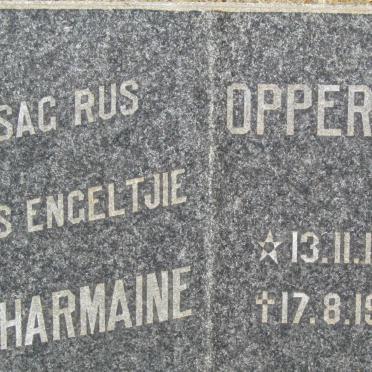 SAG RUS
S ENGELTJIE
HARMAINE
OPPER
☆ 13.11.1
✝ 17.8.19